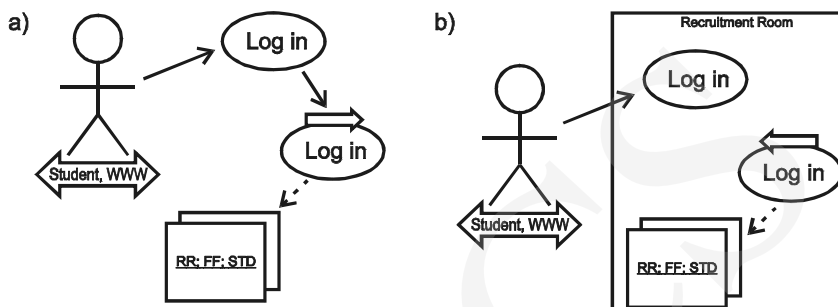 a)
Log in
Log in
Student, WWW
RR; FF; STD
b)
Recruitment Room
Log in
Log in
Student, WWW
RR; FF; STD